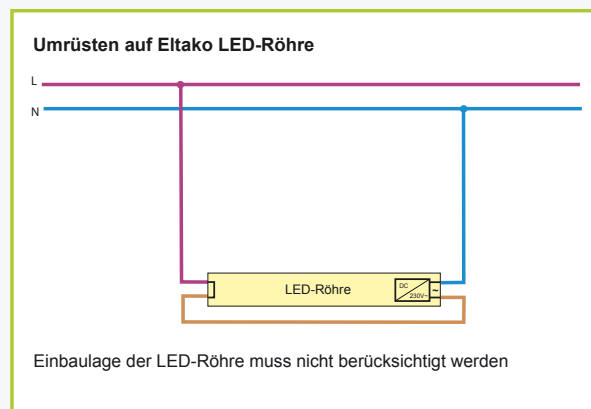 Umrüsten auf Eltako LED-Röhre
L
N
LED-Röhre
DC
~
230V~
Einbaulage der LED-Röhre muss nicht berücksichtigt werden